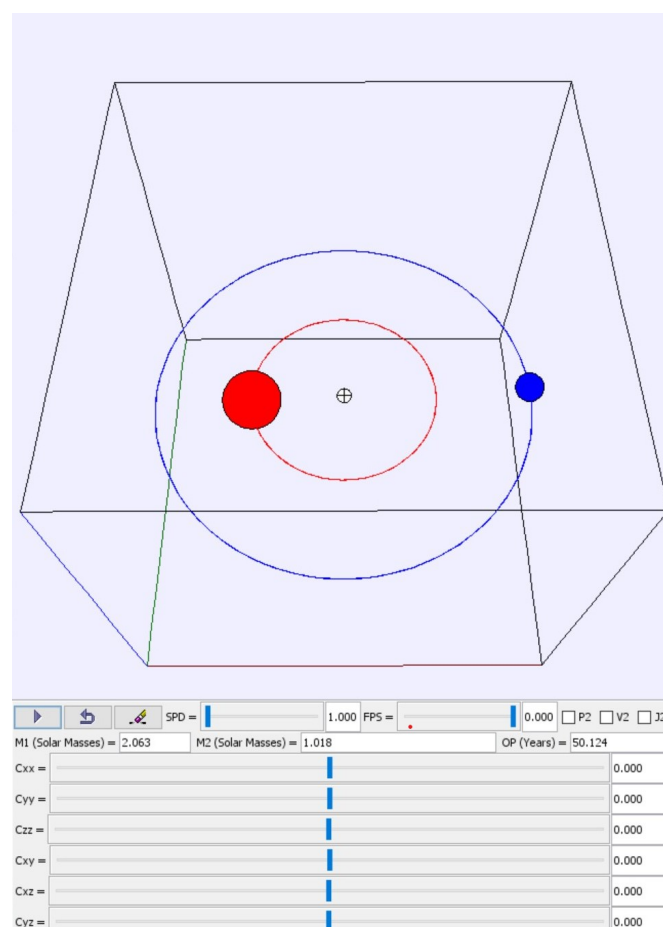 SPD = 1.000 FPS = 0.000 P2 V2
M1 (Solar Masses) = 2.063 M2 (Solar Masses) = 1.018 OP (Years) = 50.124
Cxx = 0.000
Cyy = 0.000
Czz = 0.000
Cxy = 0.000
Cxz = 0.000
Cyz = 0.000